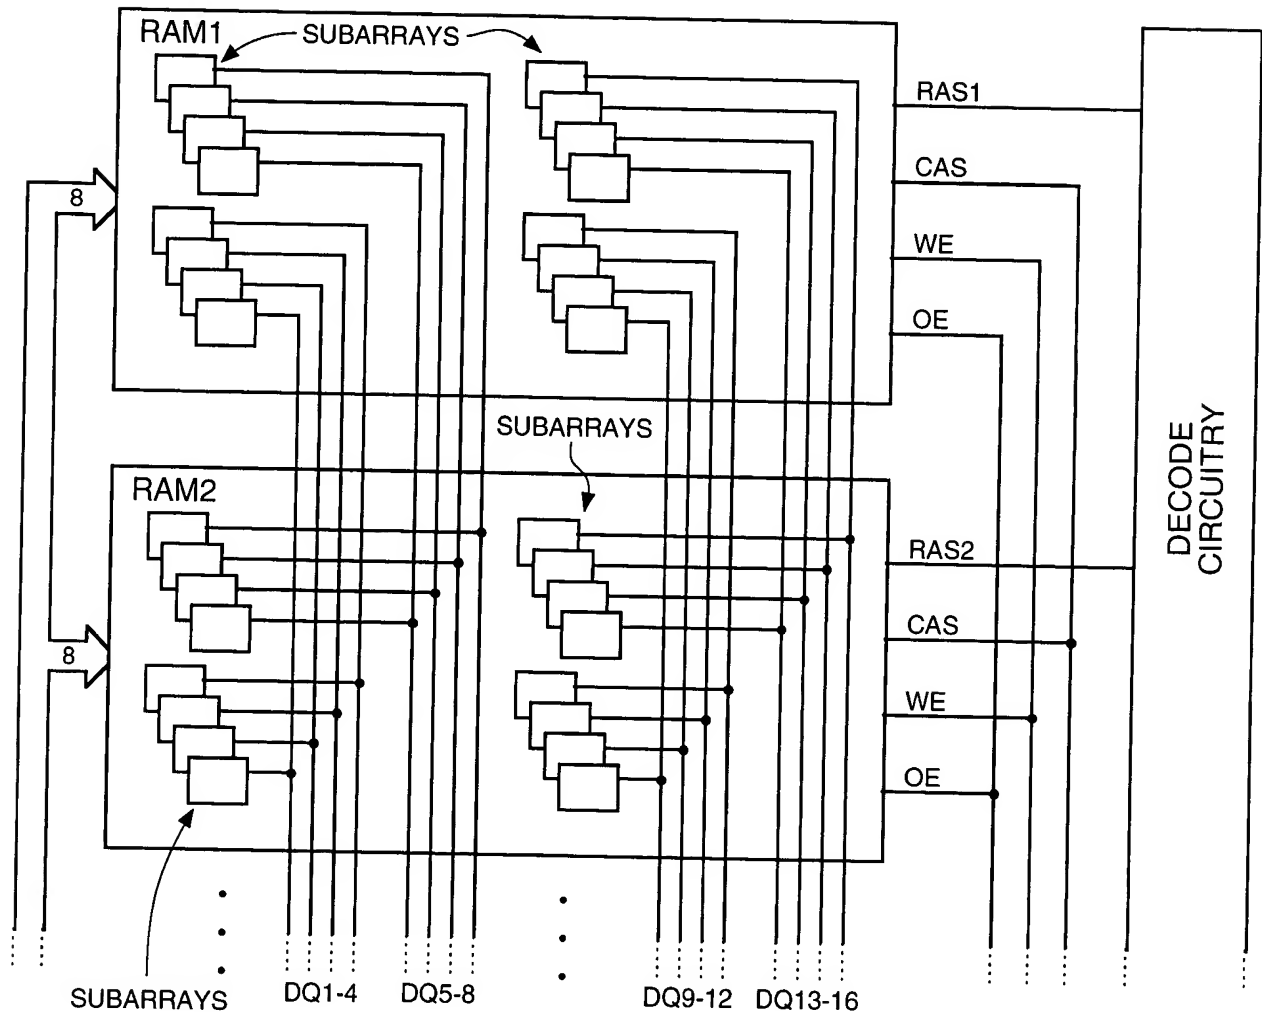 RAM1
SUBARRAYS
RAS1
CAS
WE
OE
8
SUBARRAYS
RAM2
RAS2
CAS
WE
OE
8
DECODE
CIRCUITRY
SUBARRAYS
DQ1-4
DQ5-8
DQ9-12
DQ13-16